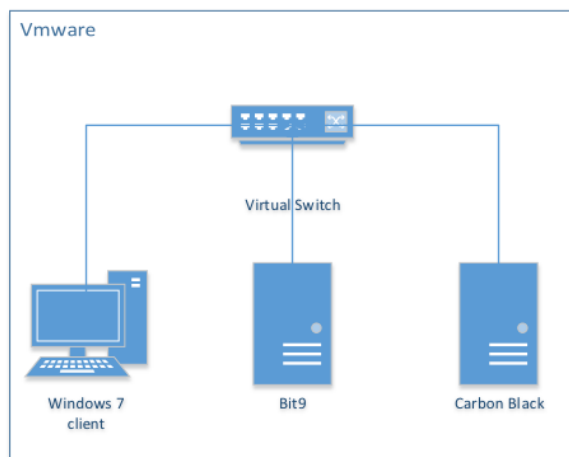 Vmware
Virtual Switch
Windows 7
client
Bit9
Carbon Black